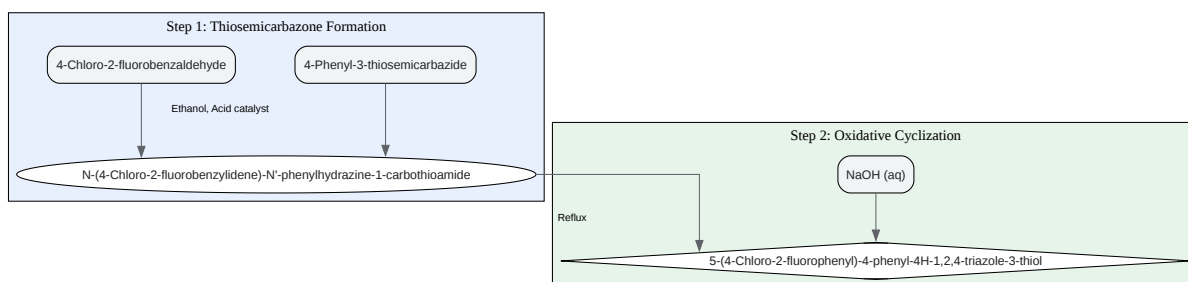 Step 1: Thiosemicarbazone Formation
4-Chloro-2-fluorobenzaldehyde
4-Phenyl-3-thiosemicarbazide
Ethanol, Acid catalyst
N-(4-Chloro-2-fluorobenzylidene)-N'-phenylhydrazine-1-carbothioamide
Step 2: Oxidative Cyclization
NaOH (aq)
Reflux
5-(4-Chloro-2-fluorophenyl)-4-phenyl-4H-1,2,4-triazole-3-thiol